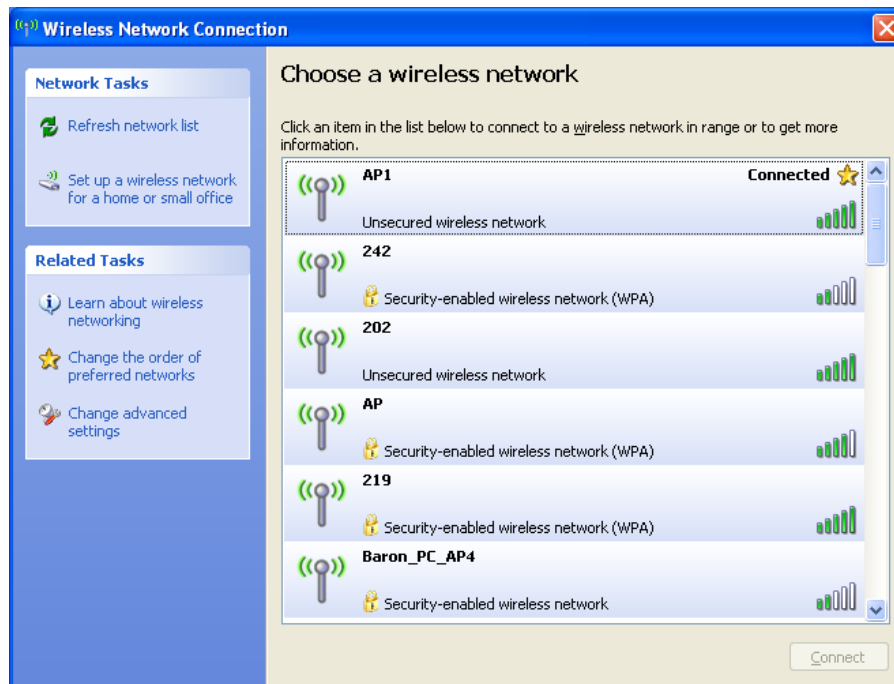 Wireless Network Connection
Network Tasks
Refresh network list
Set up a wireless network
for a home or small office
Related Tasks
Learn about wireless
networking
Change the order of
preferred networks
Change advanced
settings
Choose a wireless network
Click an item in the list below to connect to a wireless network in range or to get more
information.
AP1 Connected
Unsecured wireless network
242
Security-enabled wireless network (WPA)
202
Unsecured wireless network
AP
Security-enabled wireless network (WPA)
219
Security-enabled wireless network (WPA)
Baron_PC_AP4
Security-enabled wireless network
Connect